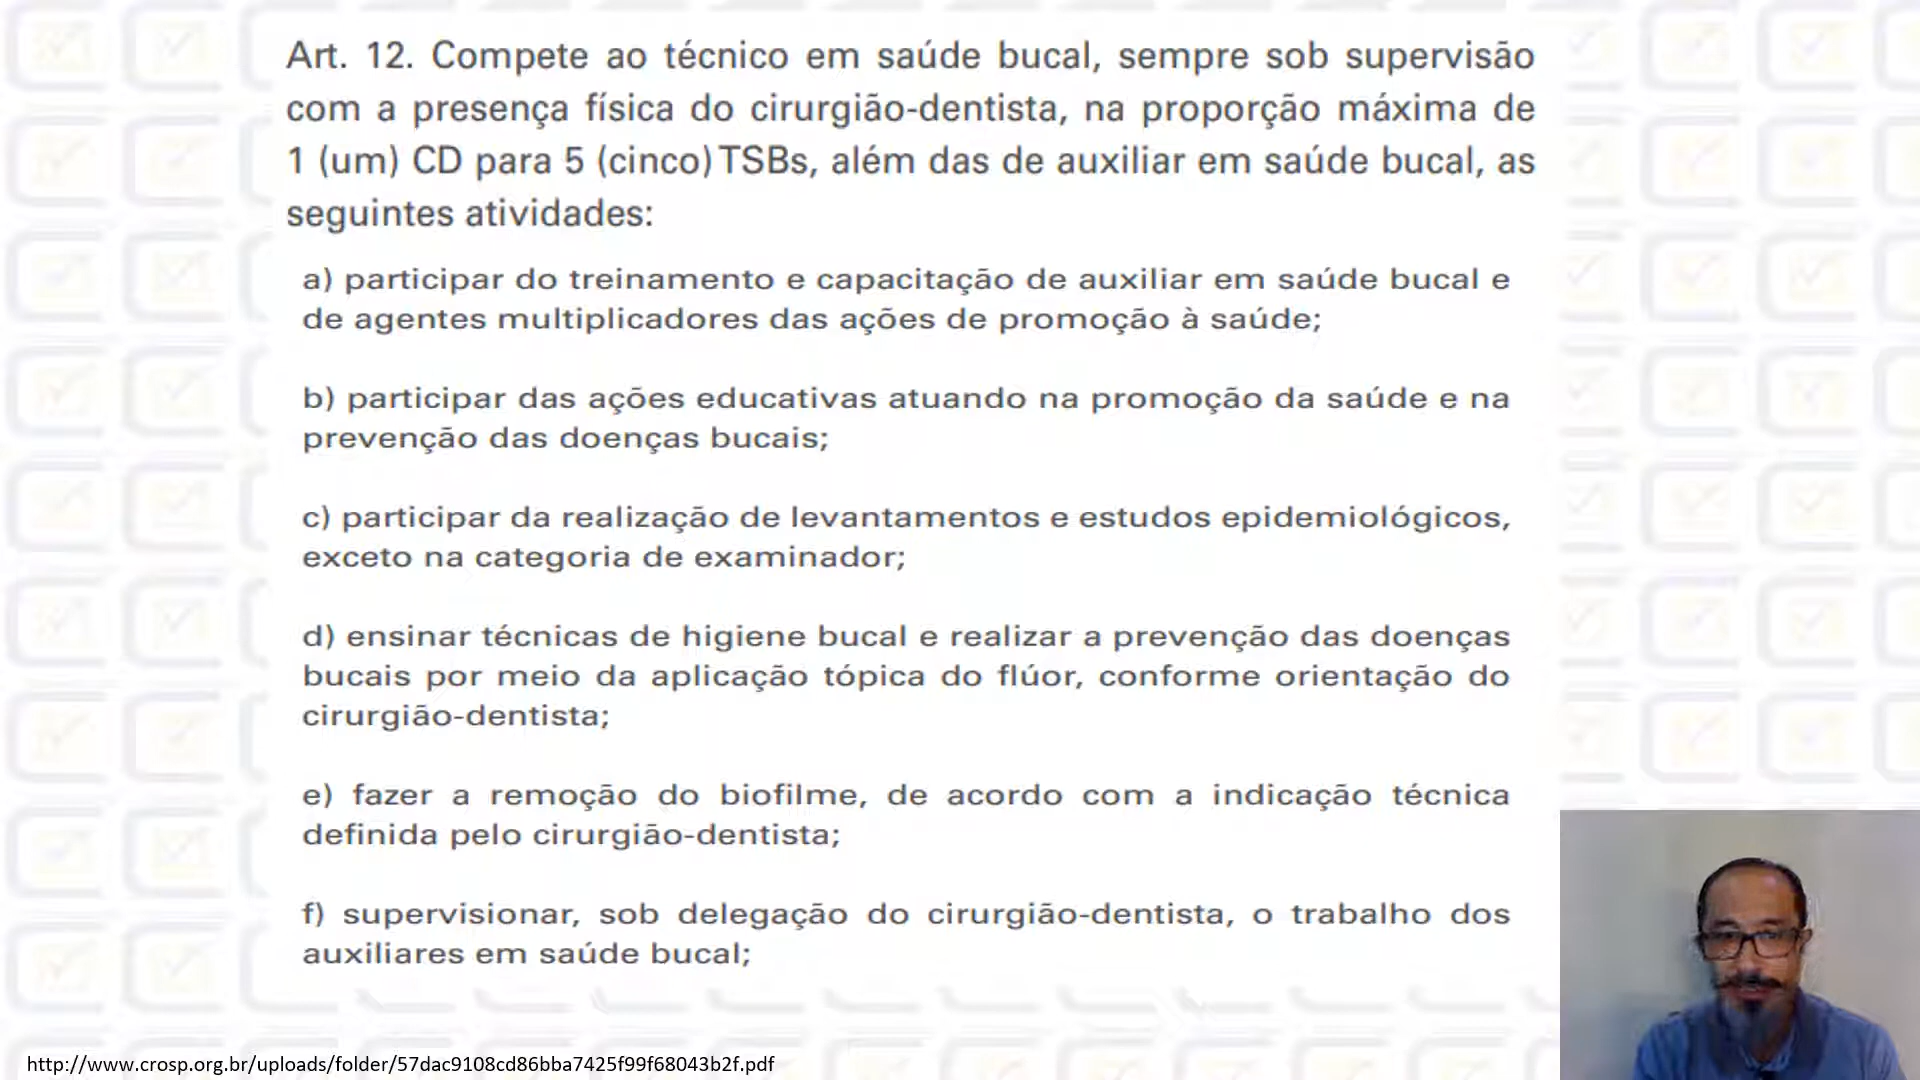 Art. 12. Compete ao técnico em saúde bucal, sempre sob supervisão
com a presença física do cirurgião-dentista, na proporção máxima de
1 (um) CD para 5 (cinco) TSBs, além das de auxiliar em saúde bucal, as
seguintes atividades:
a) participar do treinamento e capacitação de auxiliar em saúde bucal e
de agentes multiplicadores das ações de promoção à saúde;
b) participar das ações educativas atuando na promoção da saúde e na
prevenção das doenças bucais;
c) participar da realização de levantamentos e estudos epidemiológicos,
exceto na categoria de examinador;
d) ensinar técnicas de higiene bucal e realizar a prevenção das doenças
bucais por meio da aplicação tópica do flúor, conforme orientação do
cirurgião-dentista;
e) fazer a remoção do biofilme, de acordo com a indicação técnica
definida pelo cirurgião-dentista;
f) supervisionar, sob delegação do cirurgião-dentista, o trabalho dos
auxiliares em saúde bucal;
http://www.crosp.org.br/uploads/folder/57dac9108cd86bba7425f99f68043b2f.pdf